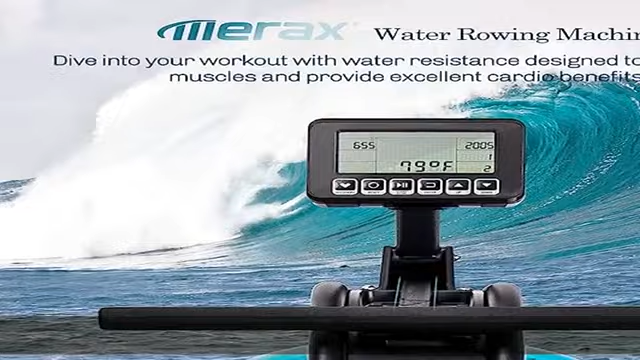 merax Water Rowing Machin
Dive into your workout with water resistance designed to
muscles and provide excellent cardio benefits
655 2005
1
79°F 2